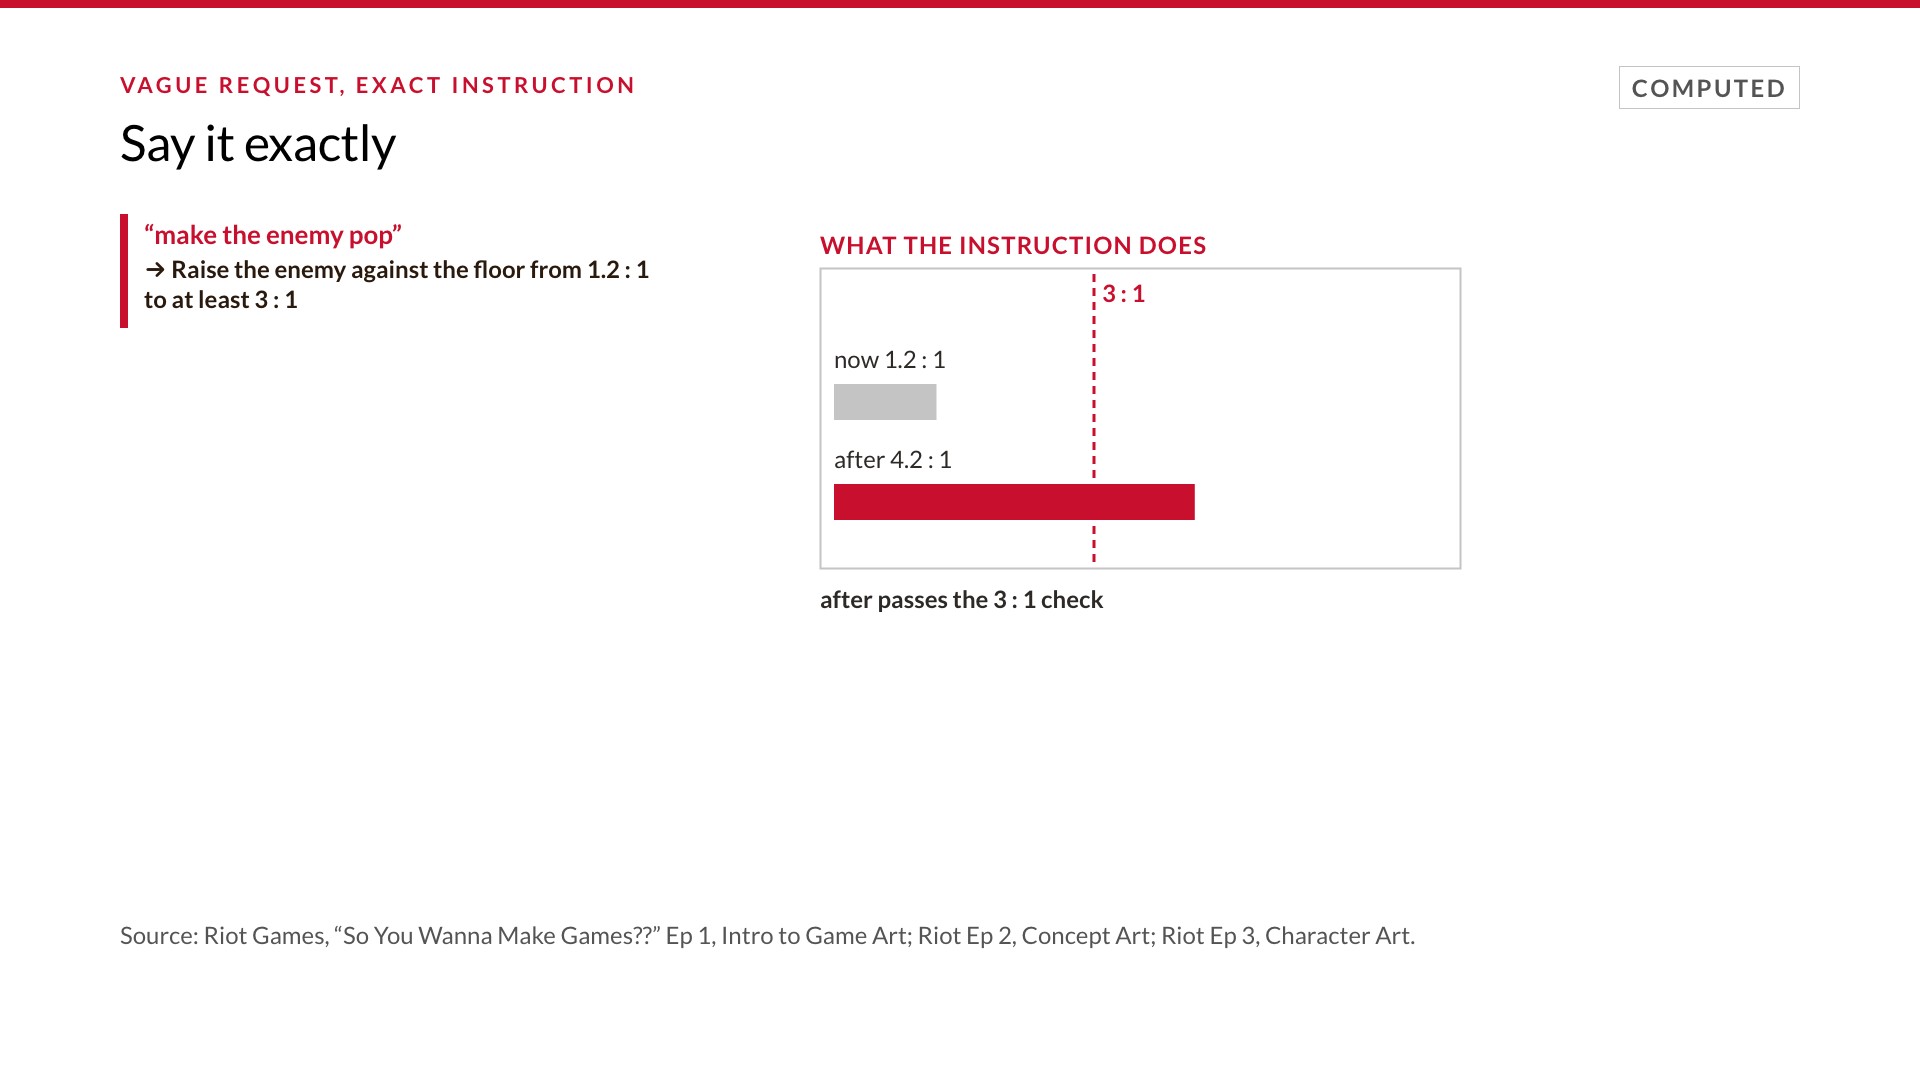 VAGUE REQUEST, EXACT INSTRUCTION
COMPUTED
Say it exactly
“make the enemy pop”
→ Raise the enemy against the floor from 1.2 : 1
to at least 3 : 1
WHAT THE INSTRUCTION DOES
3 : 1
now 1.2 : 1
after 4.2 : 1
after passes the 3 : 1 check
Source: Riot Games, “So You Wanna Make Games??” Ep 1, Intro to Game Art; Riot Ep 2, Concept Art; Riot Ep 3, Character Art.